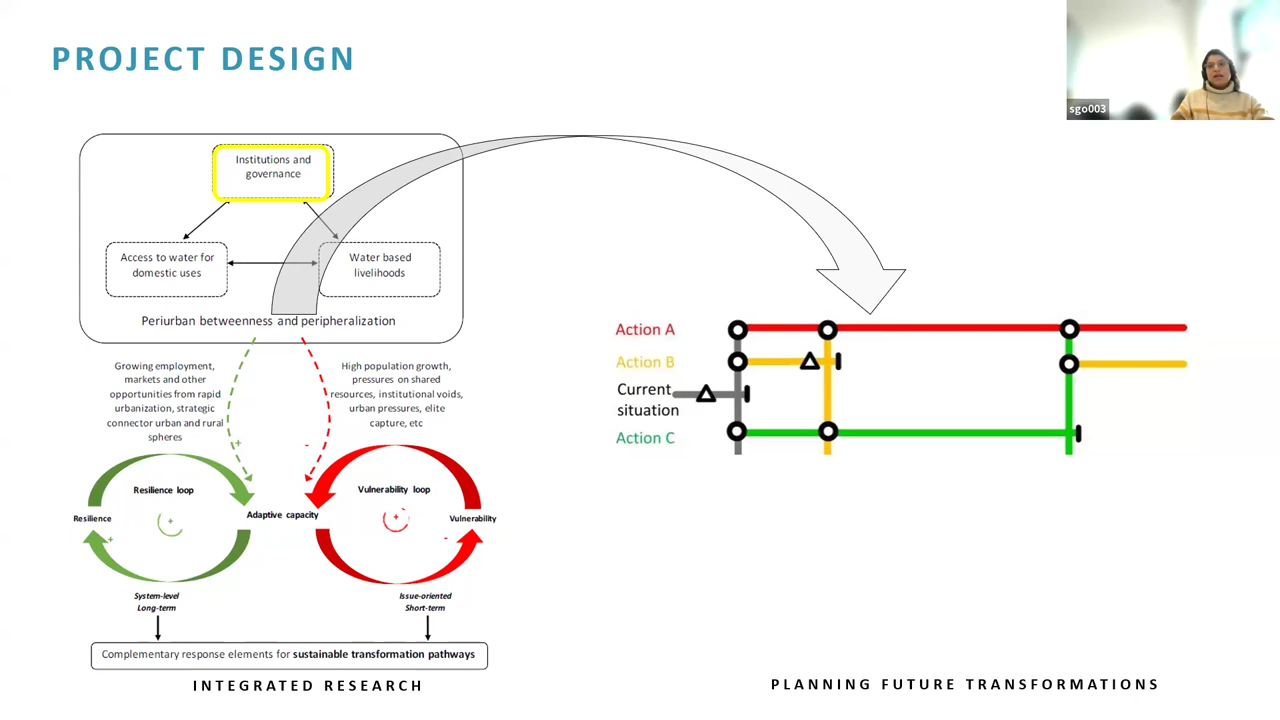 PROJECT DESIGN
sgo003
Institutions and
governance
Access to water for
domestic uses
Water based
livelihoods
Periurban betweenness and peripheralization
Growing employment,
markets and other
opportunities from rapid
urbanization, strategic
connector urban and rural
spheres
High population growth,
pressures on shared
resources, institutional voids,
urban pressures, elite
capture, etc
+
-
Resilience loop
Vulnerability loop
Resilience
+
Adaptive capacity
+
Vulnerability
+
-
System-level
Long-term
Issue-oriented
Short-term
Complementary response elements for sustainable transformation pathways
INTEGRATED RESEARCH
Action A
Action B
Current
situation
Action C
PLANNING FUTURE TRANSFORMATIONS